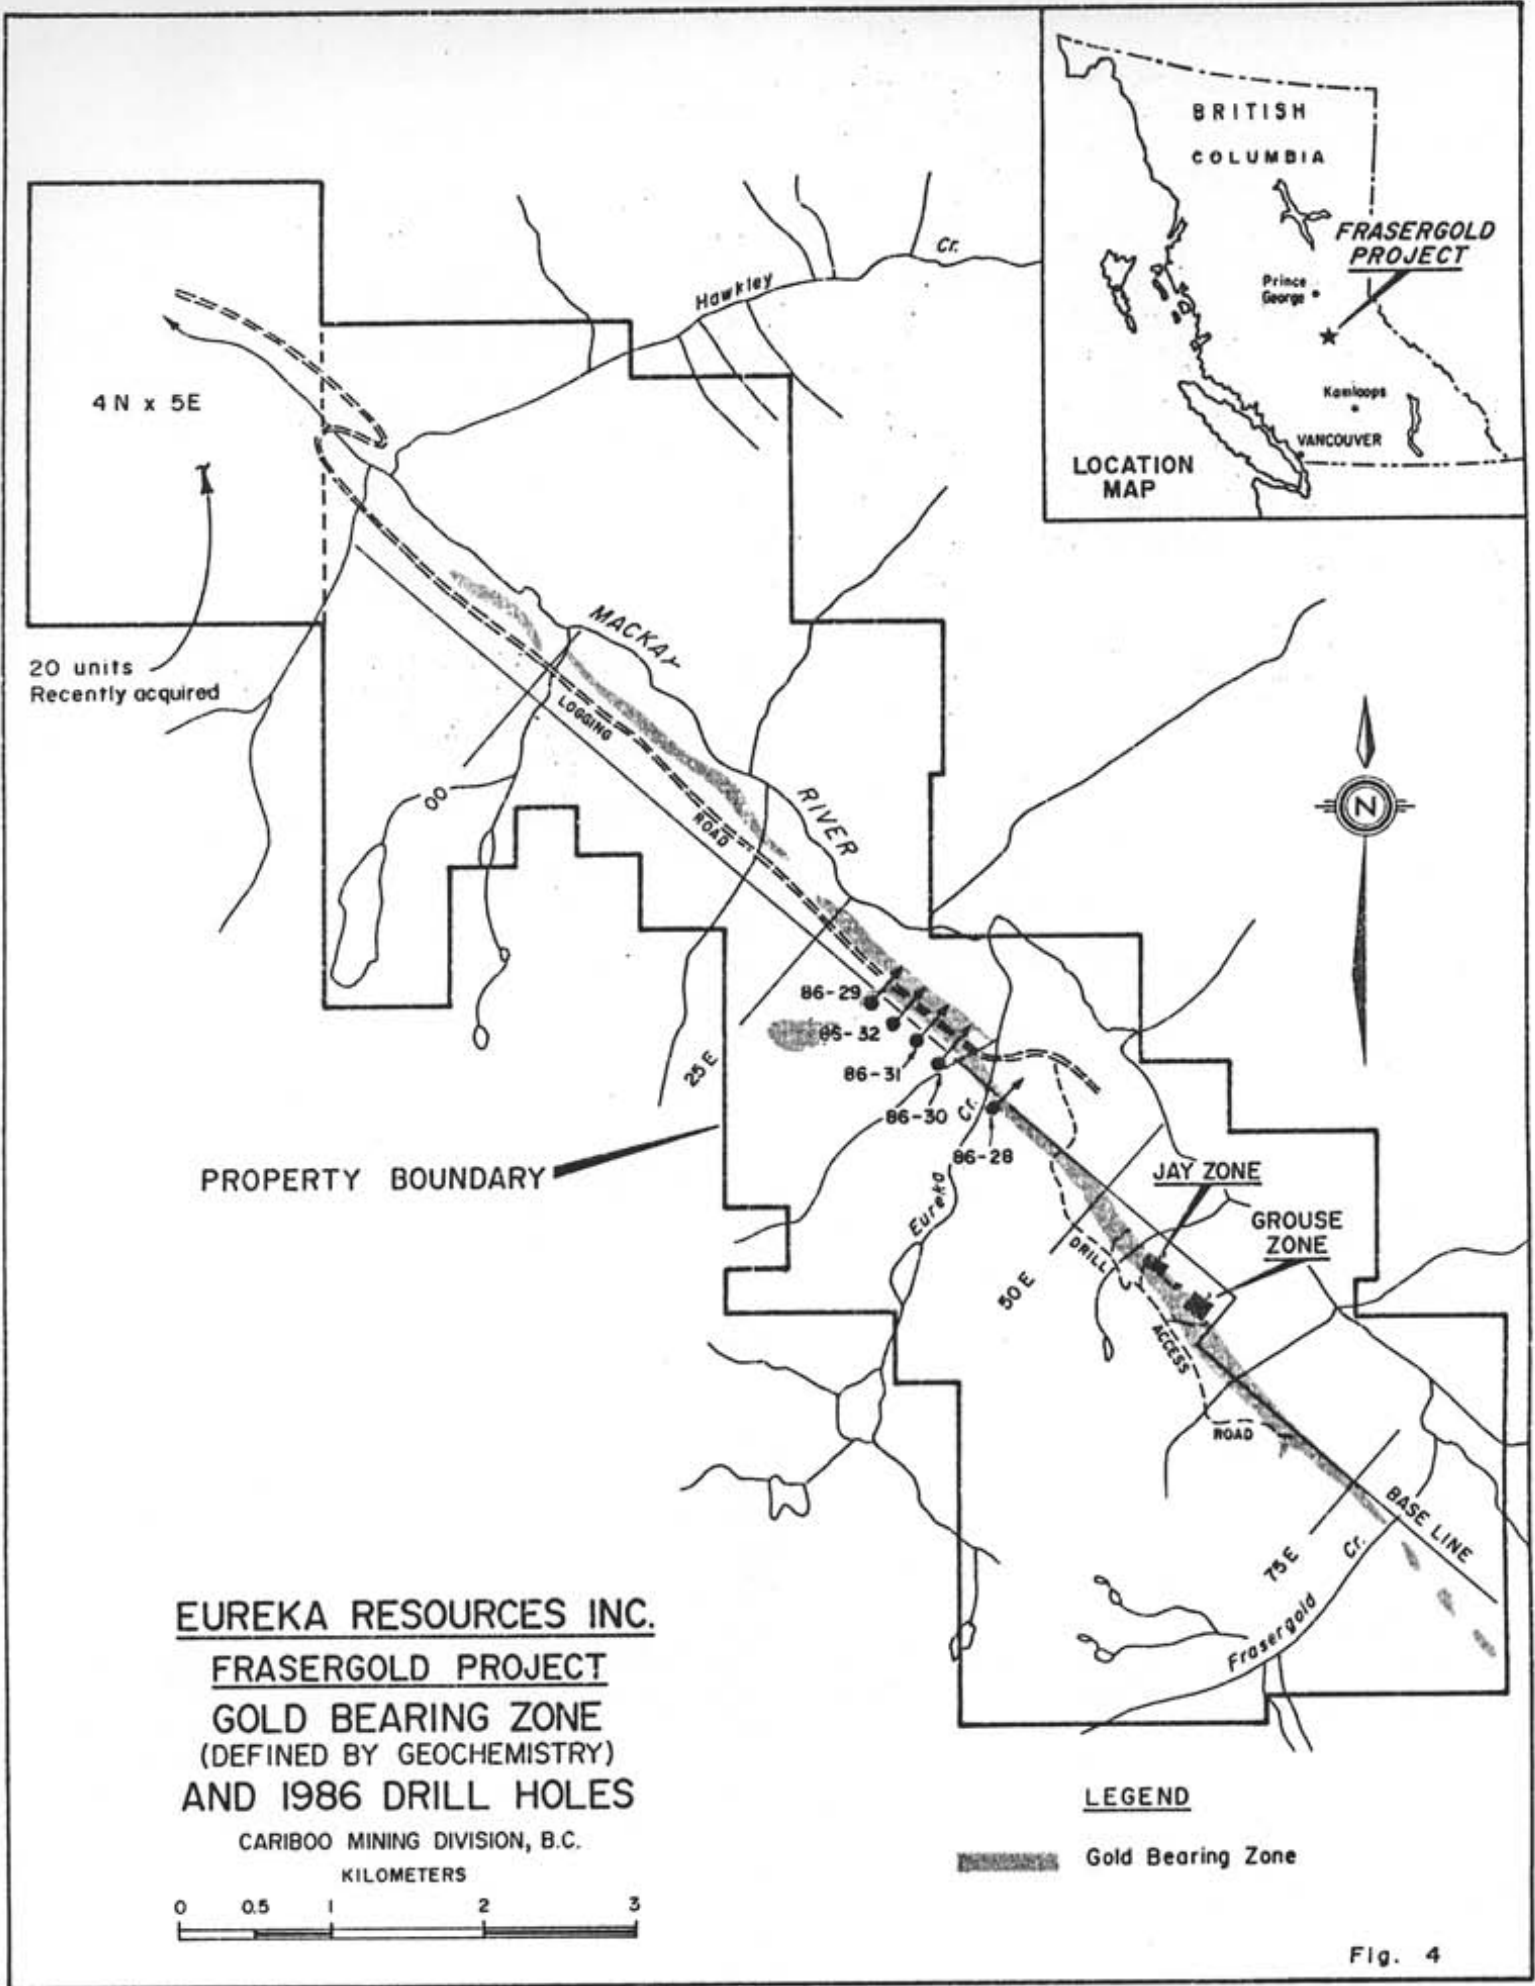 BRITISH
COLUMBIA
FRASERGOLD
PROJECT
Prince
George
Kamloops
VANCOUVER
LOCATION
MAP
Hawkley
Cr.
4N x 5E
20 units
Recently acquired
MACKAY
RIVER
LOGGING
ROAD
00
N
86-29
86-32
86-31
86-30
86-28
25E
Eureka
Cr.
PROPERTY BOUNDARY
JAY ZONE
GROUSE
ZONE
50E
DRILL
ACCESS
ROAD
BASE LINE
75E
Frasergold
Cr.
EUREKA RESOURCES INC.
FRASERGOLD PROJECT
GOLD BEARING ZONE
(DEFINED BY GEOCHEMISTRY)
AND 1986 DRILL HOLES
CARIBOO MINING DIVISION, B.C.
KILOMETERS
0 0.5 1 2 3
LEGEND
Gold Bearing Zone
Fig. 4